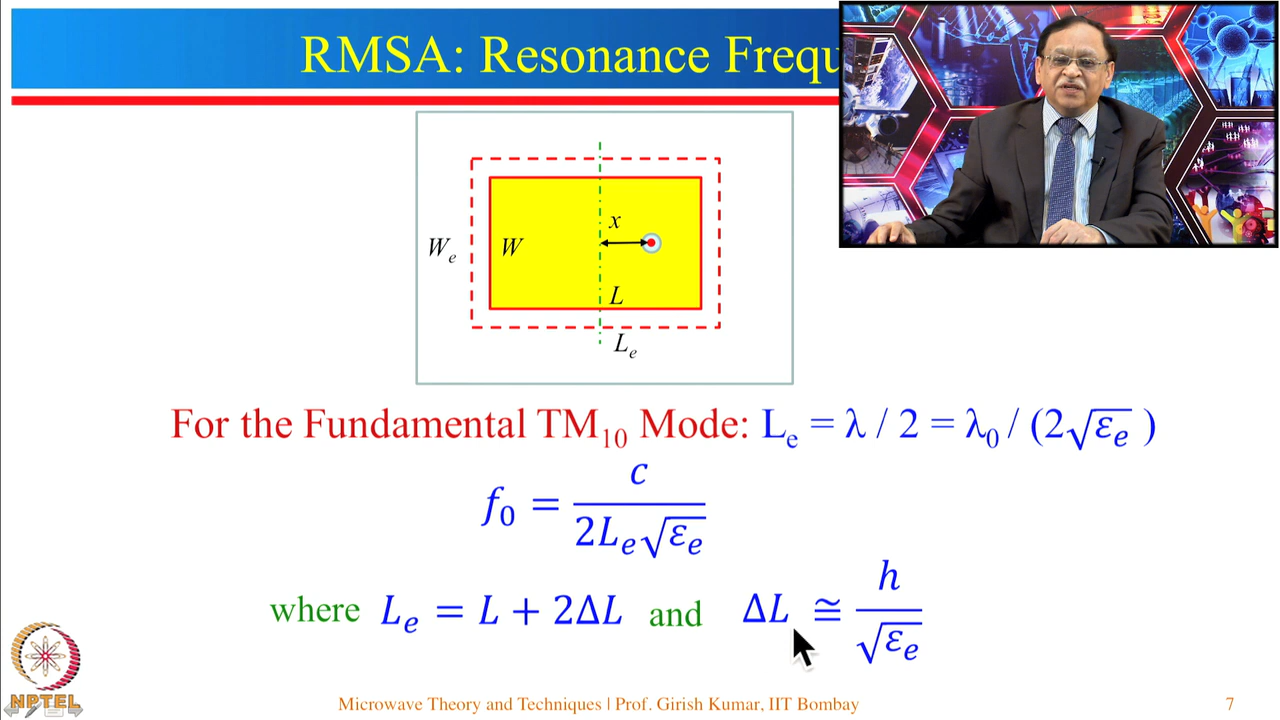 RMSA: Resonance Frequ
x
W_e W
L
L_e
For the Fundamental TM₁₀ Mode: L_e = λ / 2 = λ₀ / (2√ε_e )
f₀ = c / (2L_e√ε_e)
where L_e = L + 2ΔL and ΔL ≅ h / √ε_e
NPTEL
Microwave Theory and Techniques | Prof. Girish Kumar, IIT Bombay 7